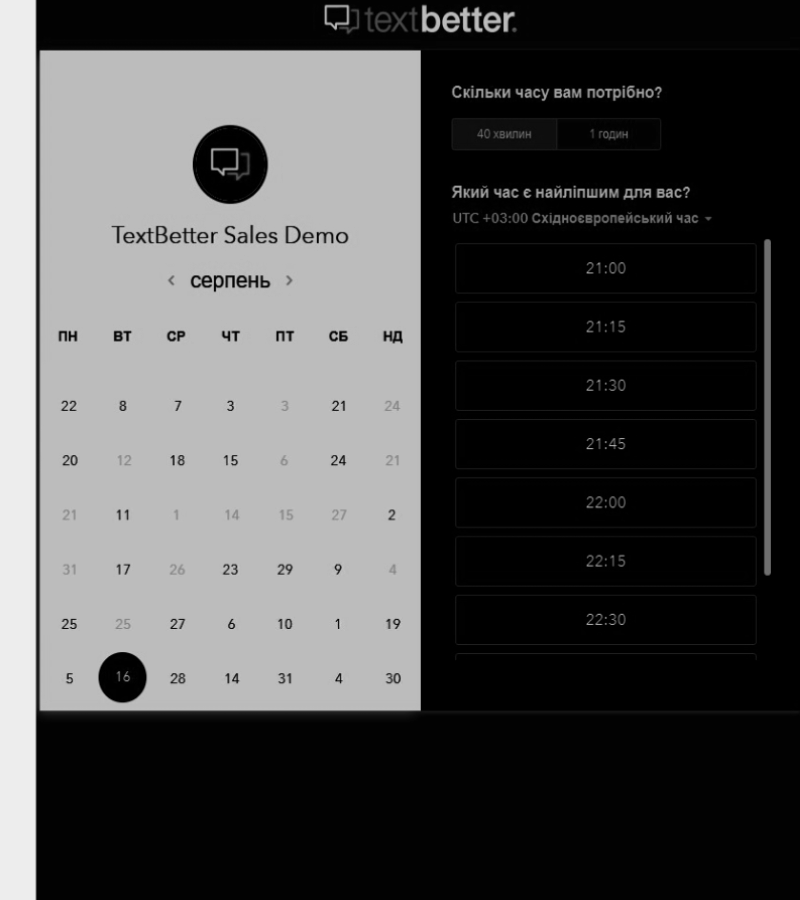 textbetter.
TextBetter Sales Demo
< серпень >
ПН ВТ СР ЧТ ПТ СБ НД
22 8 7 3 3 21 24
20 12 18 15 6 24 21
21 11 1 14 15 27 2
31 17 26 23 29 9 4
25 25 27 6 10 1 19
5 16 28 14 31 4 30
Скільки часу вам потрібно?
40 хвилин 1 годин
Який час є найліпшим для вас?
UTC +03:00 Східноєвропейський час
21:00
21:15
21:30
21:45
22:00
22:15
22:30